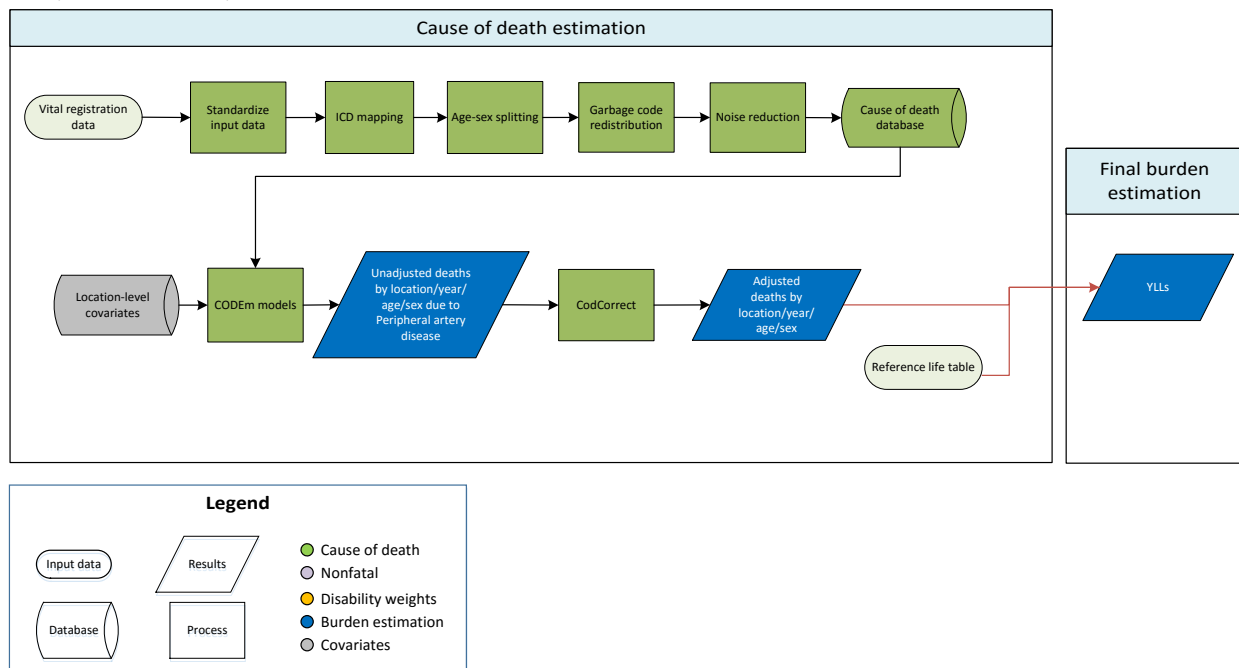 Cause of death estimation
Vital registration
data
Standardize
input data
ICD mapping
Age-sex splitting
Garbage code
redistribution
Noise reduction
Cause of death
database
Final burden
estimation
Location-level
covariates
CODEm models
Unadjusted deaths
by location/year/
age/sex due to
Peripheral artery
disease
CodCorrect
Adjusted
deaths by
location/year/
age/sex
YLLs
Reference life table
Legend
Input data
Results
Database
Process
Cause of death
Nonfatal
Disability weights
Burden estimation
Covariates